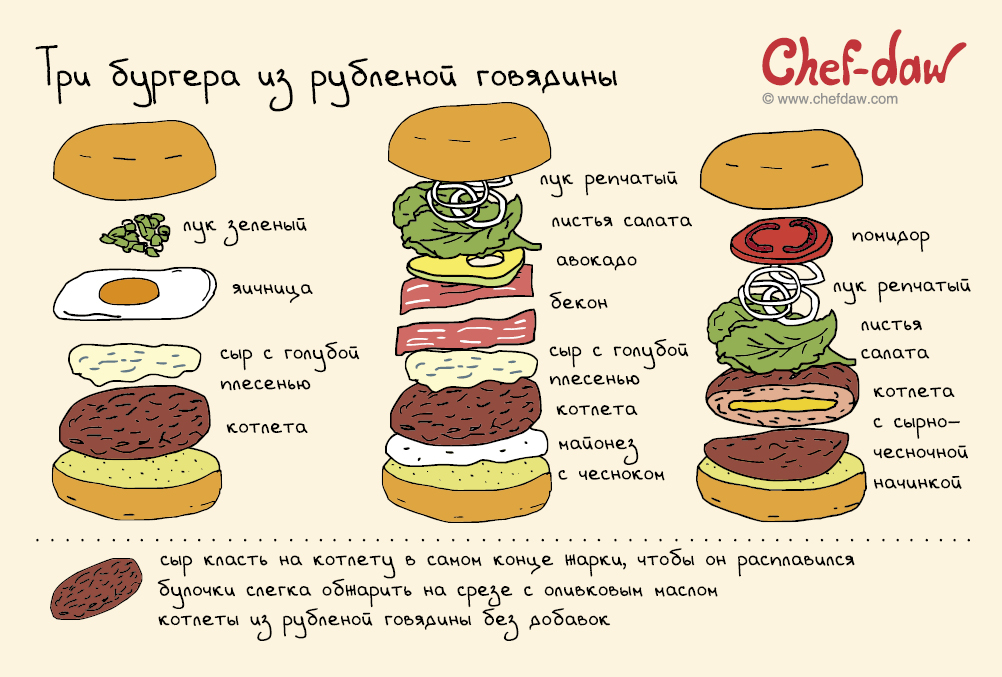 Три бургера из рубленой говядины
Chef-daw
© www.chefdaw.com
лук зеленый
яичница
сыр с голубой
плесенью
котлета
лук репчатый
листья салата
авокадо
бекон
сыр с голубой
плесенью
котлета
майонез
с чесноком
помидор
лук репчатый
листья
салата
котлета
с сырно–
чесночной
начинкой
сыр класть на котлету в самом конце жарки, чтобы он расплавился
булочки слегка обжарить на срезе с оливковым маслом
котлеты из рубленой говядины без добавок